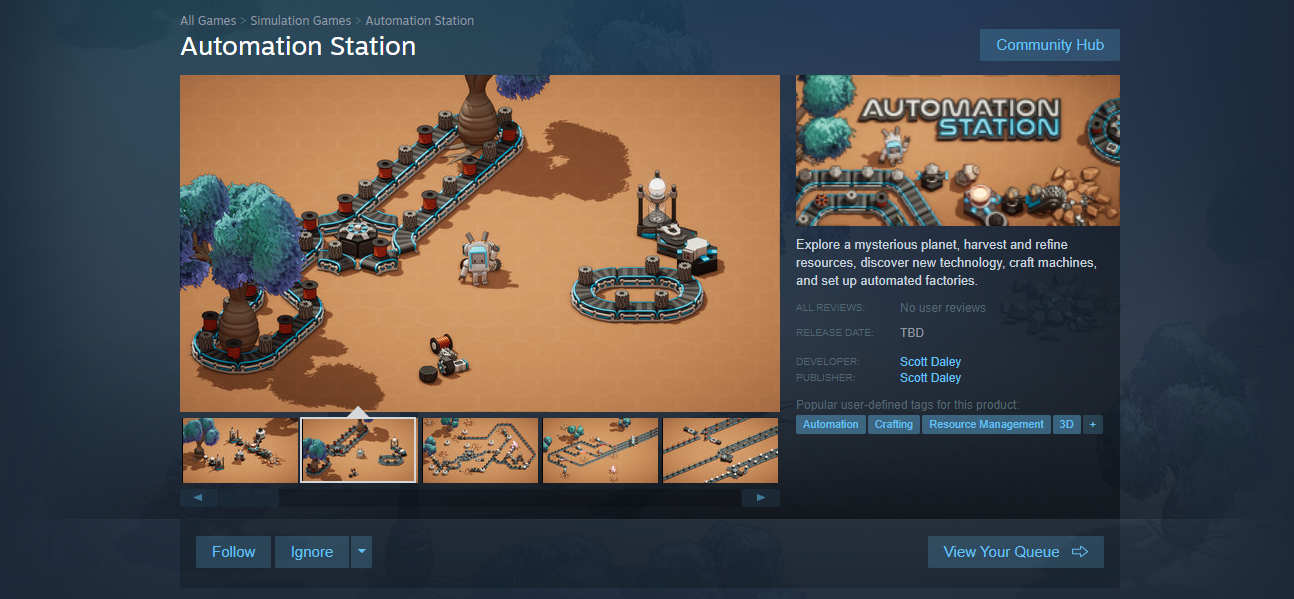 All Games > Simulation Games > Automation Station
Automation Station
Community Hub
AUTOMATION
STATION
Explore a mysterious planet, harvest and refine
resources, discover new technology, craft machines,
and set up automated factories.
ALL REVIEWS: No user reviews
RELEASE DATE: TBD
DEVELOPER: Scott Daley
PUBLISHER: Scott Daley
Popular user-defined tags for this product:
Automation Crafting Resource Management 3D +
Follow Ignore View Your Queue